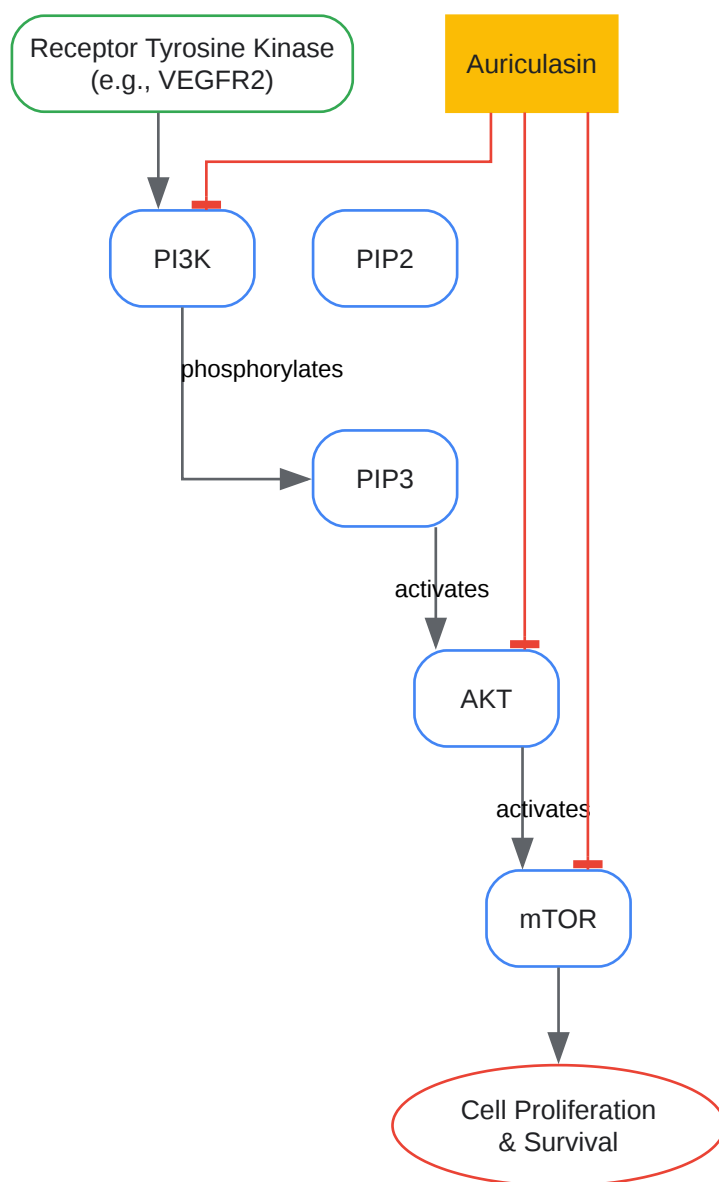 Receptor Tyrosine Kinase
(e.g., VEGFR2)
Auriculasin
PI3K
PIP2
phosphorylates
PIP3
activates
AKT
activates
mTOR
Cell Proliferation
& Survival